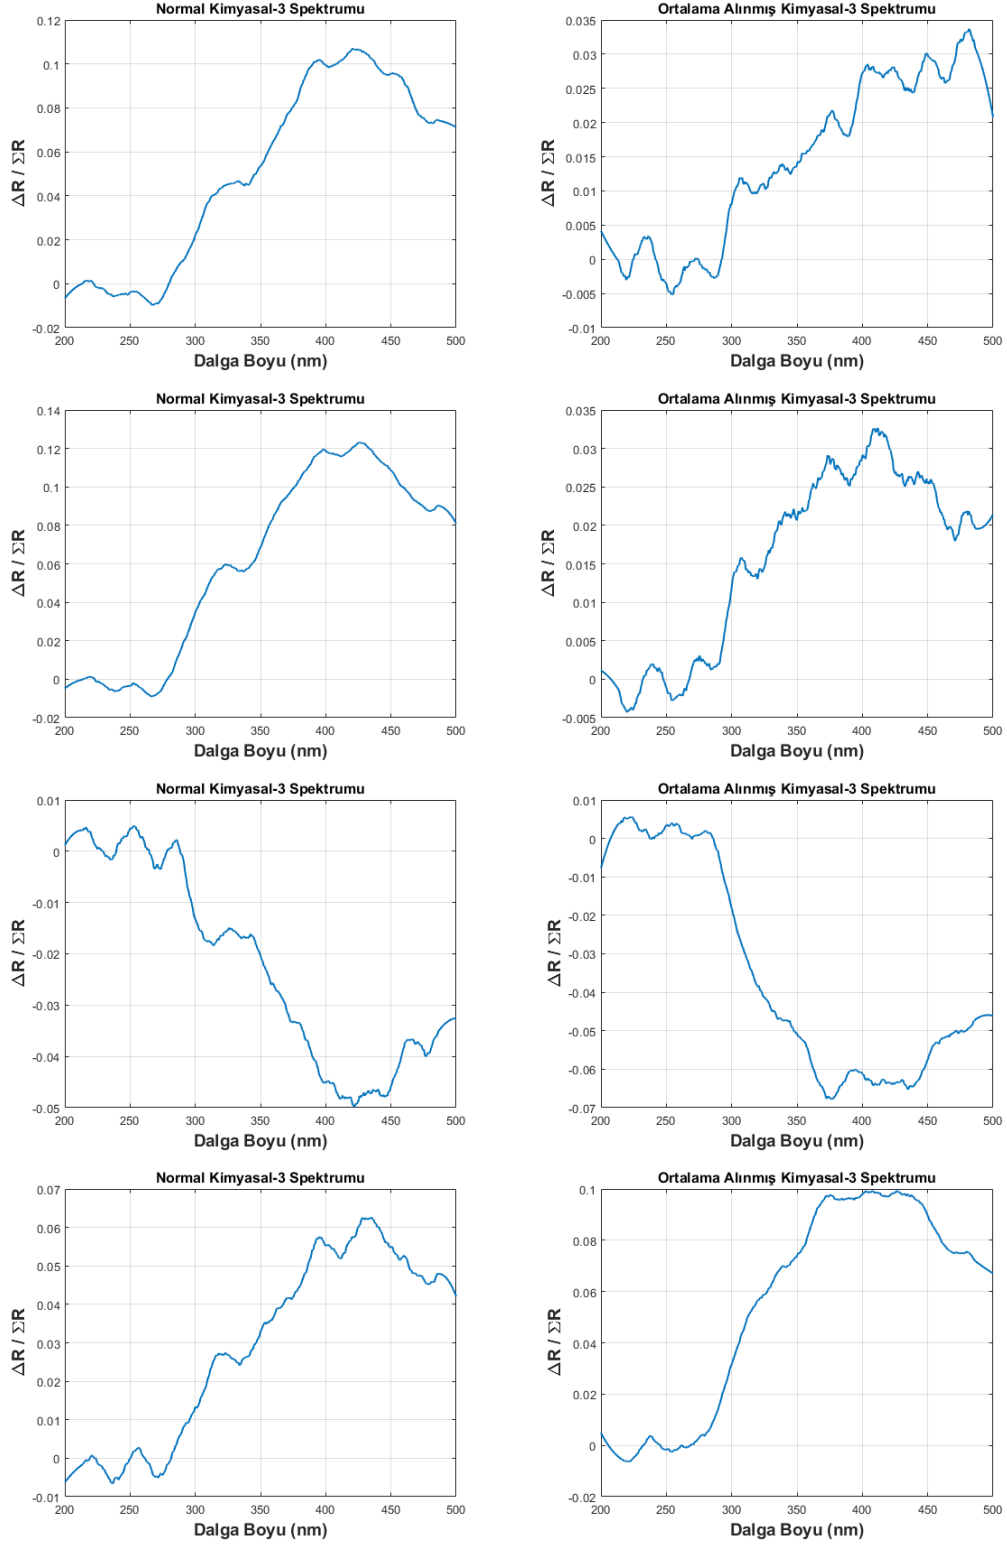 Normal Kimyasal-3 Spektrumu
0.12
0.1
0.08
0.06
0.04
0.02
0
-0.02
200 250 300 350 400 450 500
ΔR / ΣR
Dalga Boyu (nm)
Ortalama Alınmış Kimyasal-3 Spektrumu
0.035
0.03
0.025
0.02
0.015
0.01
0.005
0
-0.005
-0.01
200 250 300 350 400 450 500
ΔR / ΣR
Dalga Boyu (nm)
Normal Kimyasal-3 Spektrumu
0.14
0.12
0.1
0.08
0.06
0.04
0.02
0
-0.02
200 250 300 350 400 450 500
ΔR / ΣR
Dalga Boyu (nm)
Ortalama Alınmış Kimyasal-3 Spektrumu
0.035
0.03
0.025
0.02
0.015
0.01
0.005
0
-0.005
200 250 300 350 400 450 500
ΔR / ΣR
Dalga Boyu (nm)
Normal Kimyasal-3 Spektrumu
0.01
0
-0.01
-0.02
-0.03
-0.04
-0.05
200 250 300 350 400 450 500
ΔR / ΣR
Dalga Boyu (nm)
Ortalama Alınmış Kimyasal-3 Spektrumu
0.01
0
-0.01
-0.02
-0.03
-0.04
-0.05
-0.06
-0.07
200 250 300 350 400 450 500
ΔR / ΣR
Dalga Boyu (nm)
Normal Kimyasal-3 Spektrumu
0.07
0.06
0.05
0.04
0.03
0.02
0.01
0
-0.01
200 250 300 350 400 450 500
ΔR / ΣR
Dalga Boyu (nm)
Ortalama Alınmış Kimyasal-3 Spektrumu
0.1
0.08
0.06
0.04
0.02
0
-0.02
200 250 300 350 400 450 500
ΔR / ΣR
Dalga Boyu (nm)